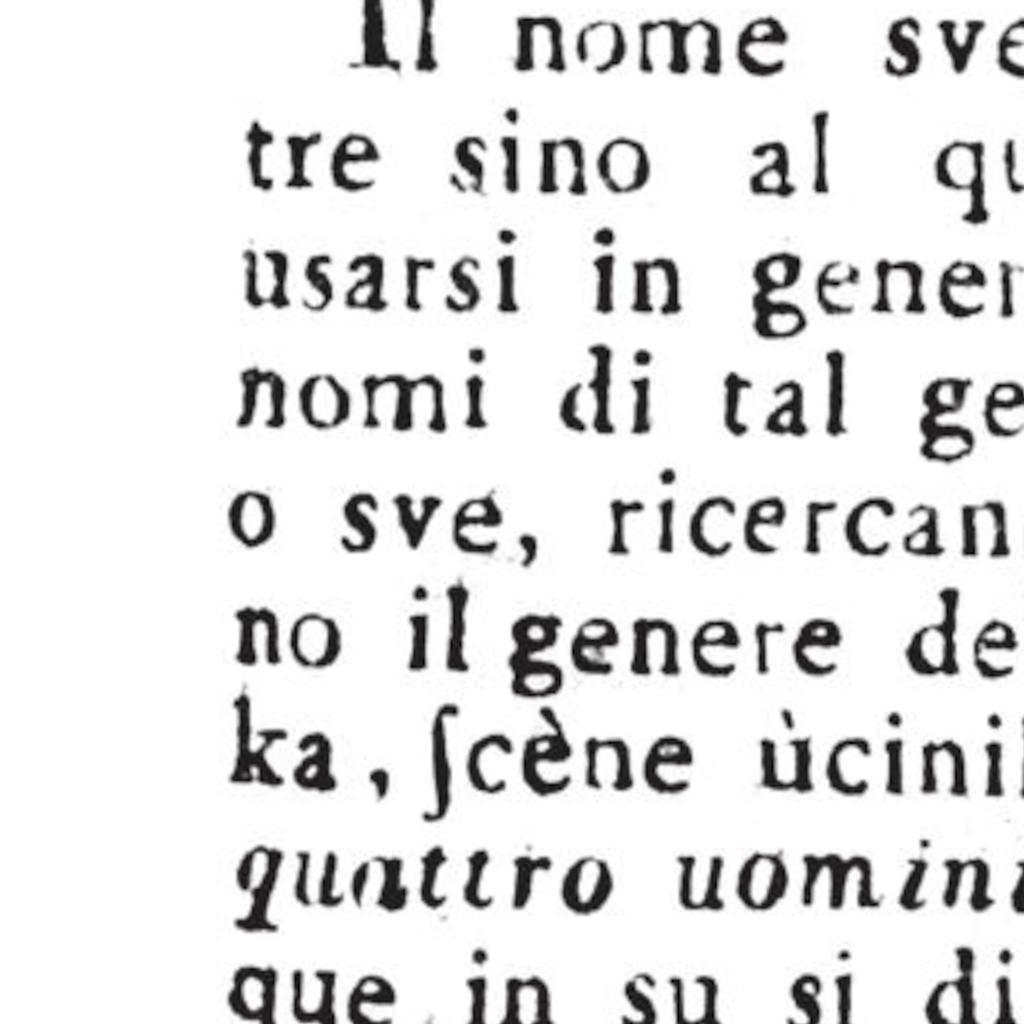 Il nome sve
tre sino al qu
usarsi in gener
nomi di tal ge
o sve, ricercan
no il genere de
ka, ſcène ùcinil
quattro uomini
que in su si di